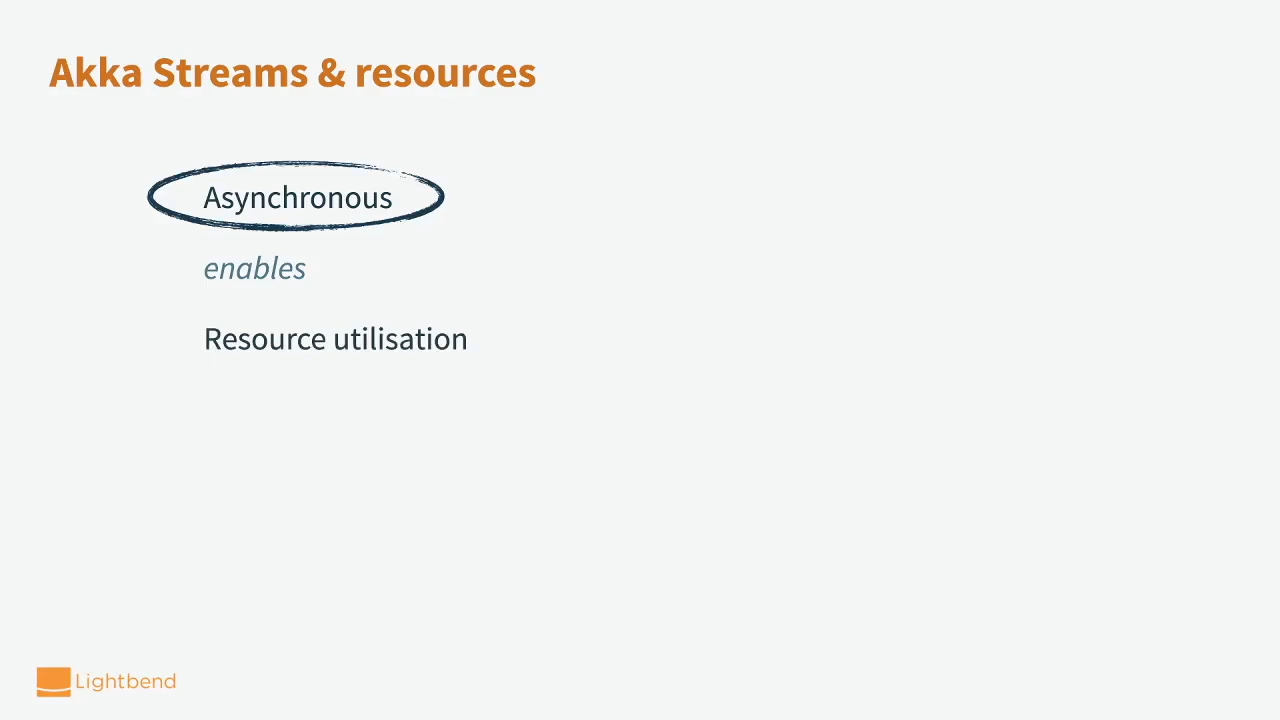 Akka Streams & resources
Asynchronous
enables
Resource utilisation
Lightbend